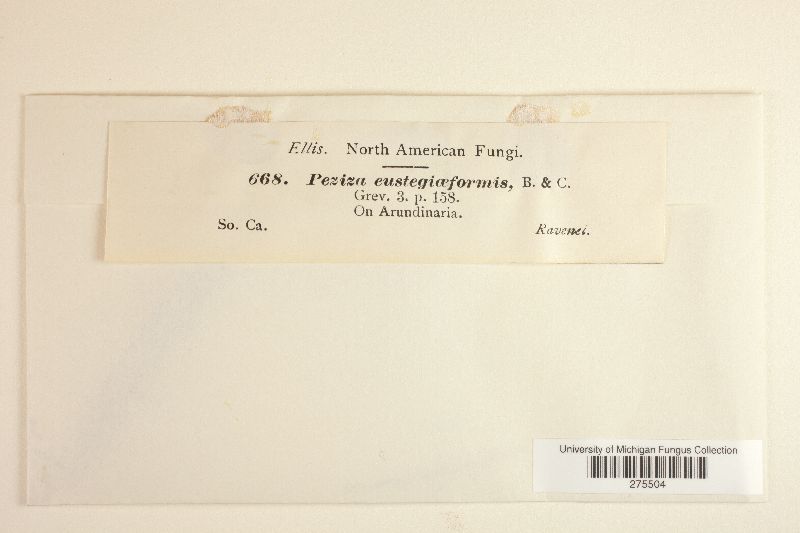 Ellis. North American Fungi.
668. Peziza eustegiæformis, B. & C.
Grev. 3. p. 158.
On Arundinaria.
So. Ca. Ravenel.
University of Michigan Fungus Collection
275504